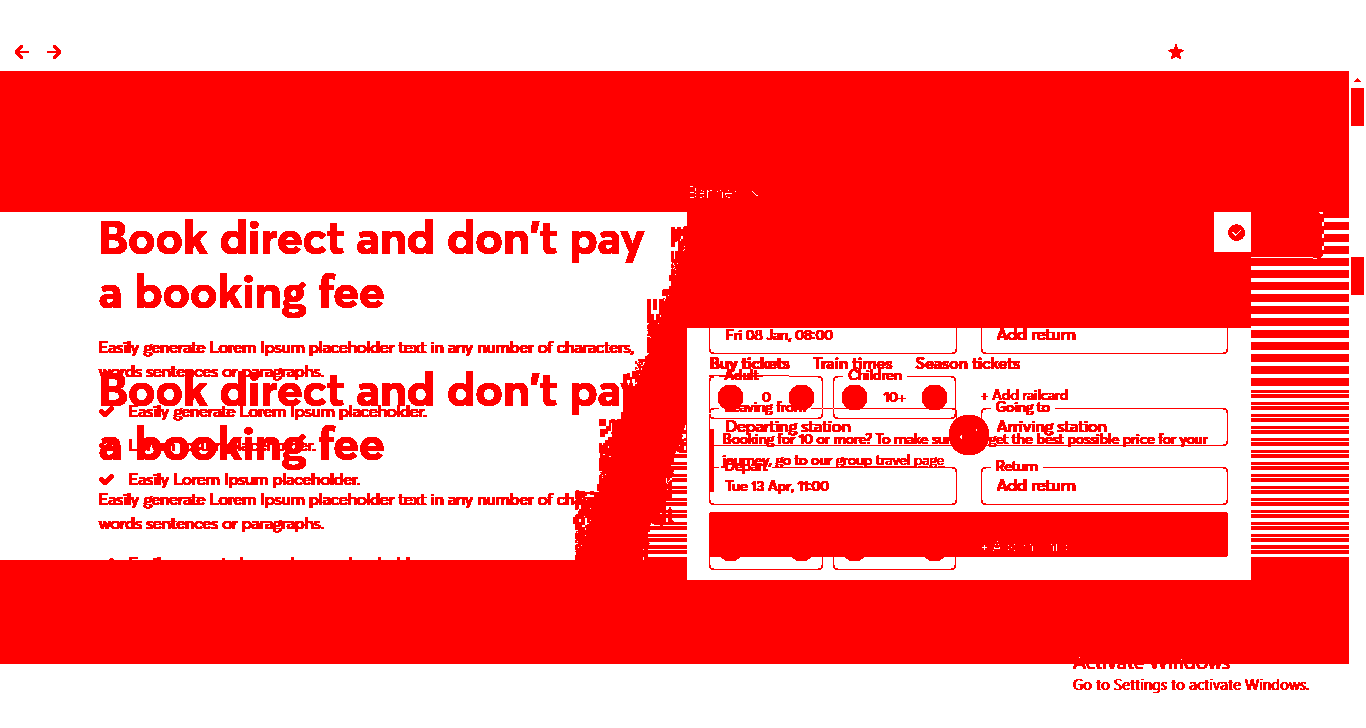 Banner
Book direct and don't pay
a booking fee
Easily generate Lorem Ipsum placeholder text in any number of characters,
words sentences or paragraphs.
Book direct and don't pay
Easily generate Lorem Ipsum placeholder.
a booking fee
Easily Lorem Ipsum placeholder.
Easily generate Lorem Ipsum placeholder text in any number of
words sentences or paragraphs.
Fri 08 Jan, 08:00
Add return
Buy tickets
Train times
Season tickets
Adult
Children
0
10+
+ Add railcard
Leaving from
Going to
Departing station
Arriving station
Booking for 10 or more? To make get the best possible price for your
journey, go to our group travel page
Depart
Return
Tue 13 Apr, 11:00
Add return
Activate Windows
Go to Settings to activate Windows.